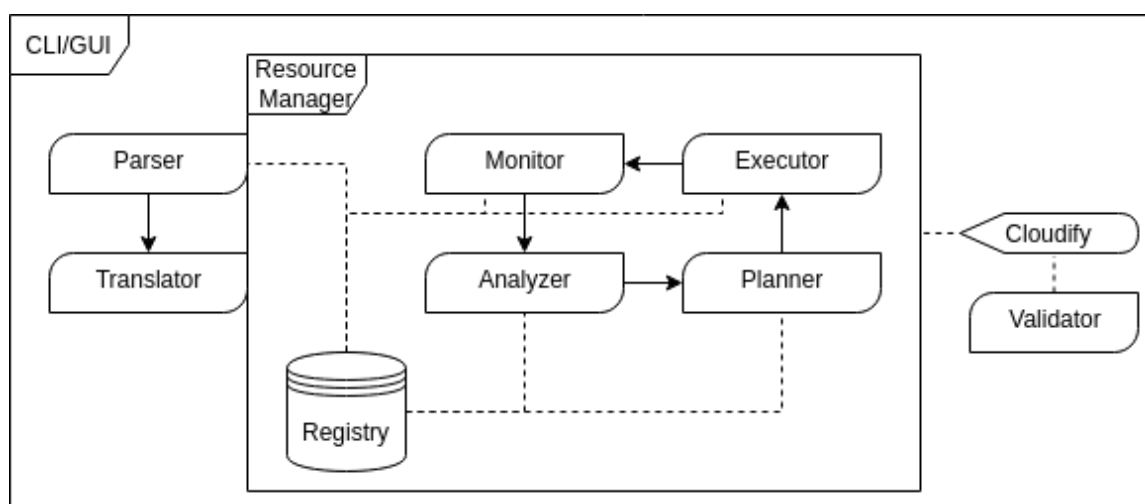 CLI/GUI
Resource
Manager
Parser
Monitor
Executor
Translator
Analyzer
Planner
Cloudify
Validator
Registry